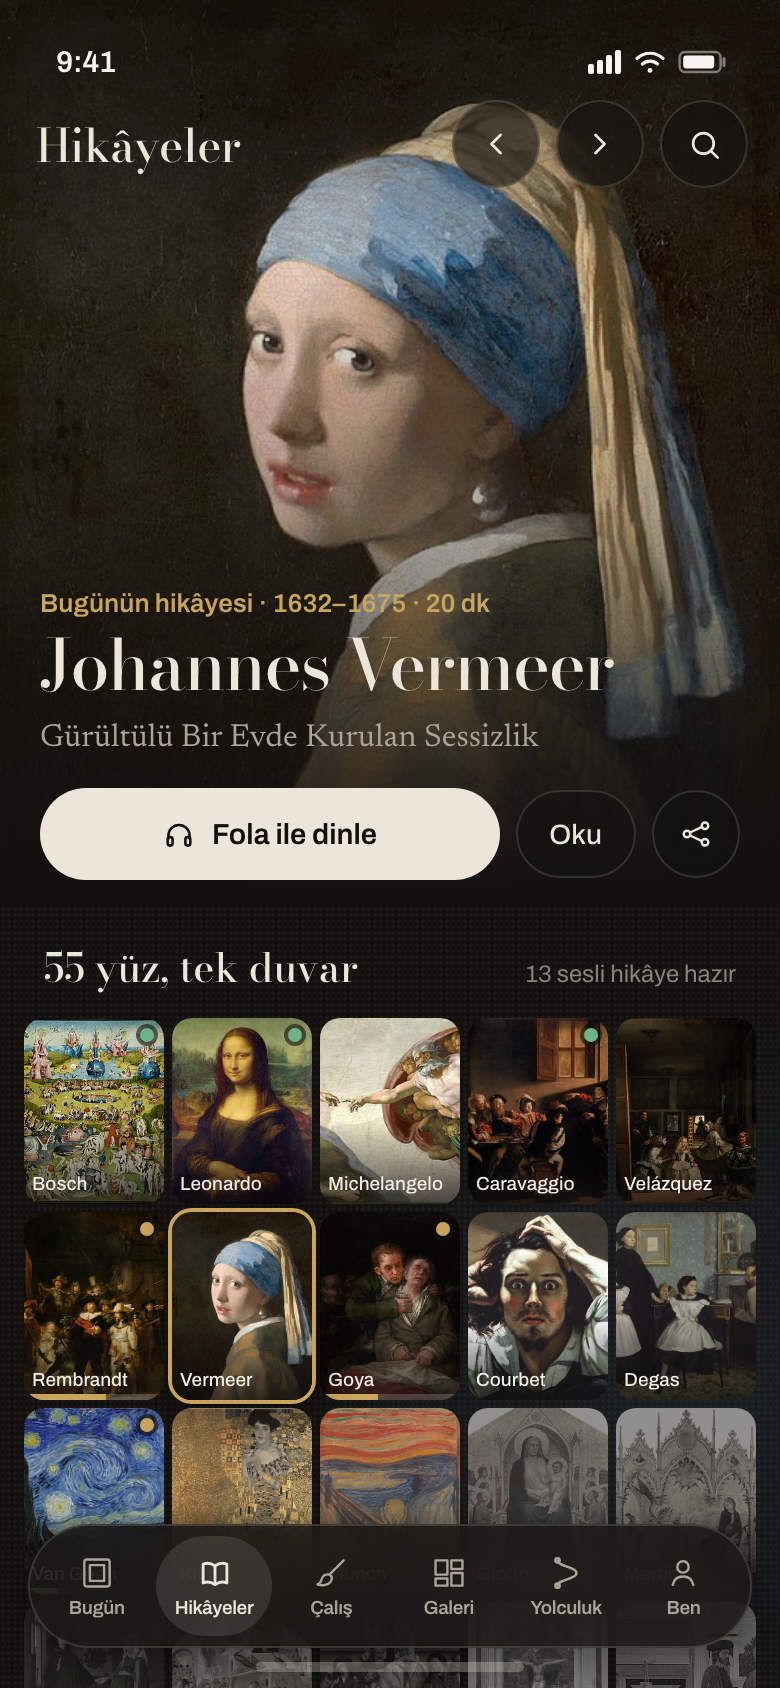 9:41
Hikâyeler
Bugünün hikâyesi · 1632–1675 · 20 dk
Johannes Vermeer
Gürültülü Bir Evde Kurulan Sessizlik
Fola ile dinle
Oku
55 yüz, tek duvar
13 sesli hikâye hazır
Bosch
Leonardo
Michelangelo
Caravaggio
Velázquez
Rembrandt
Vermeer
Goya
Courbet
Degas
Bugün
Hikâyeler
Çalış
Galeri
Yolculuk
Ben